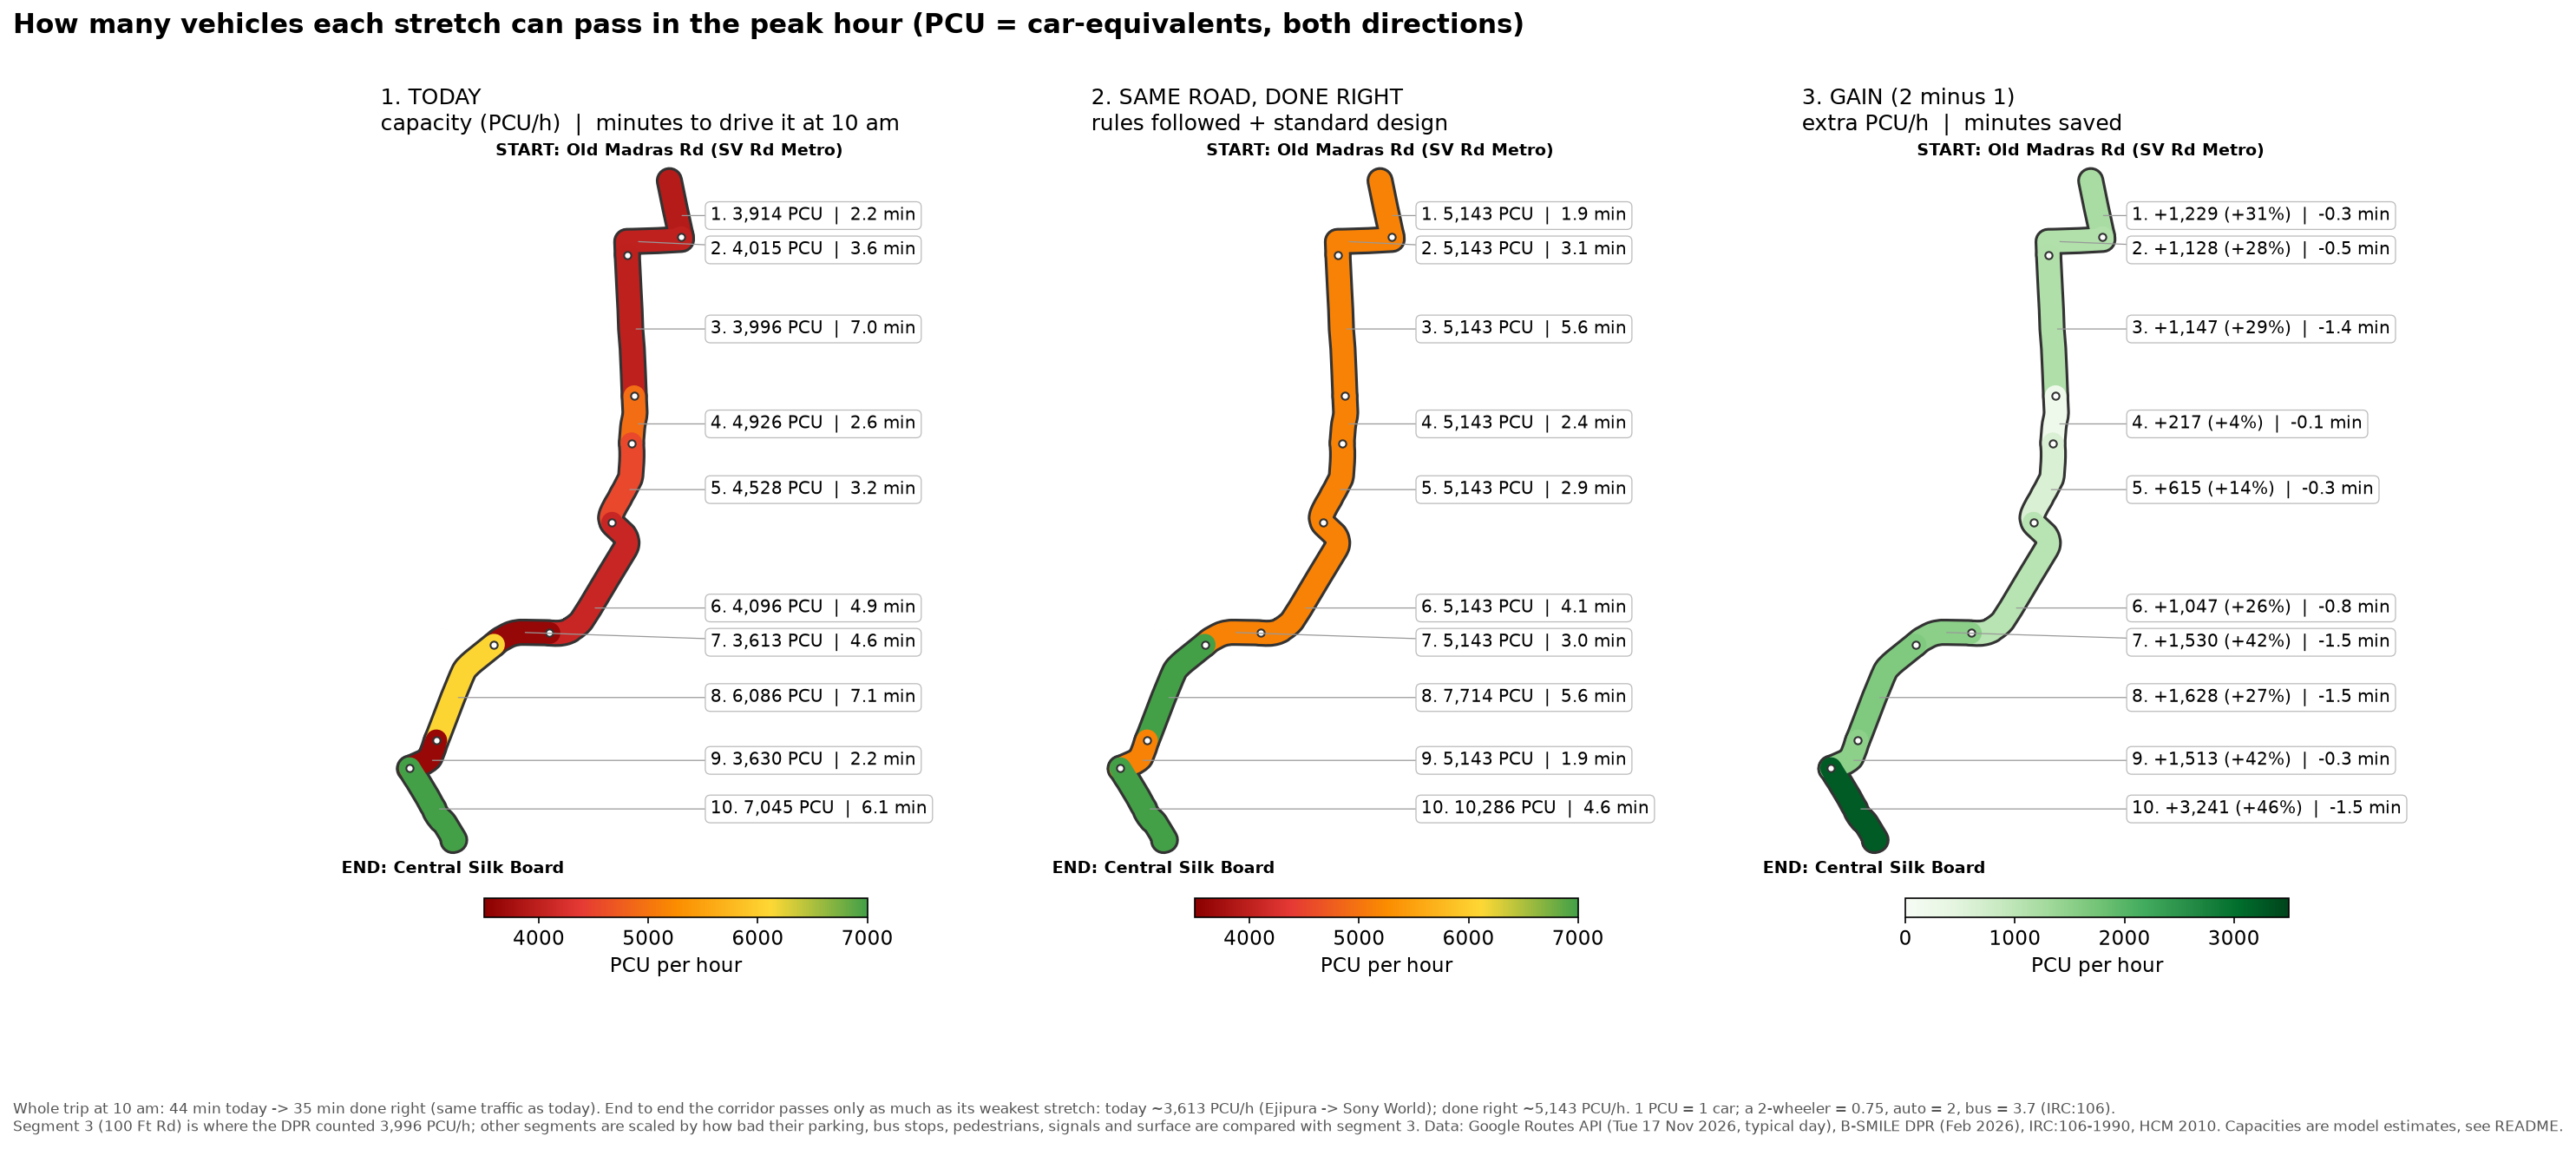 How many vehicles each stretch can pass in the peak hour (PCU = car-equivalents, both directions)
1. TODAY
capacity (PCU/h)  |  minutes to drive it at 10 am
START: Old Madras Rd (SV Rd Metro)
1. 3,914 PCU  |  2.2 min
2. 4,015 PCU  |  3.6 min
3. 3,996 PCU  |  7.0 min
4. 4,926 PCU  |  2.6 min
5. 4,528 PCU  |  3.2 min
6. 4,096 PCU  |  4.9 min
7. 3,613 PCU  |  4.6 min
8. 6,086 PCU  |  7.1 min
9. 3,630 PCU  |  2.2 min
10. 7,045 PCU  |  6.1 min
END: Central Silk Board
4000 5000 6000 7000
PCU per hour
2. SAME ROAD, DONE RIGHT
rules followed + standard design
START: Old Madras Rd (SV Rd Metro)
1. 5,143 PCU  |  1.9 min
2. 5,143 PCU  |  3.1 min
3. 5,143 PCU  |  5.6 min
4. 5,143 PCU  |  2.4 min
5. 5,143 PCU  |  2.9 min
6. 5,143 PCU  |  4.1 min
7. 5,143 PCU  |  3.0 min
8. 7,714 PCU  |  5.6 min
9. 5,143 PCU  |  1.9 min
10. 10,286 PCU  |  4.6 min
END: Central Silk Board
4000 5000 6000 7000
PCU per hour
3. GAIN (2 minus 1)
extra PCU/h  |  minutes saved
START: Old Madras Rd (SV Rd Metro)
1. +1,229 (+31%)  |  -0.3 min
2. +1,128 (+28%)  |  -0.5 min
3. +1,147 (+29%)  |  -1.4 min
4. +217 (+4%)  |  -0.1 min
5. +615 (+14%)  |  -0.3 min
6. +1,047 (+26%)  |  -0.8 min
7. +1,530 (+42%)  |  -1.5 min
8. +1,628 (+27%)  |  -1.5 min
9. +1,513 (+42%)  |  -0.3 min
10. +3,241 (+46%)  |  -1.5 min
END: Central Silk Board
0 1000 2000 3000
PCU per hour
Whole trip at 10 am: 44 min today -> 35 min done right (same traffic as today). End to end the corridor passes only as much as its weakest stretch: today ~3,613 PCU/h (Ejipura -> Sony World); done right ~5,143 PCU/h. 1 PCU = 1 car; a 2-wheeler = 0.75, auto = 2, bus = 3.7 (IRC:106).
Segment 3 (100 Ft Rd) is where the DPR counted 3,996 PCU/h; other segments are scaled by how bad their parking, bus stops, pedestrians, signals and surface are compared with segment 3. Data: Google Routes API (Tue 17 Nov 2026, typical day), B-SMILE DPR (Feb 2026), IRC:106-1990, HCM 2010. Capacities are model estimates, see README.